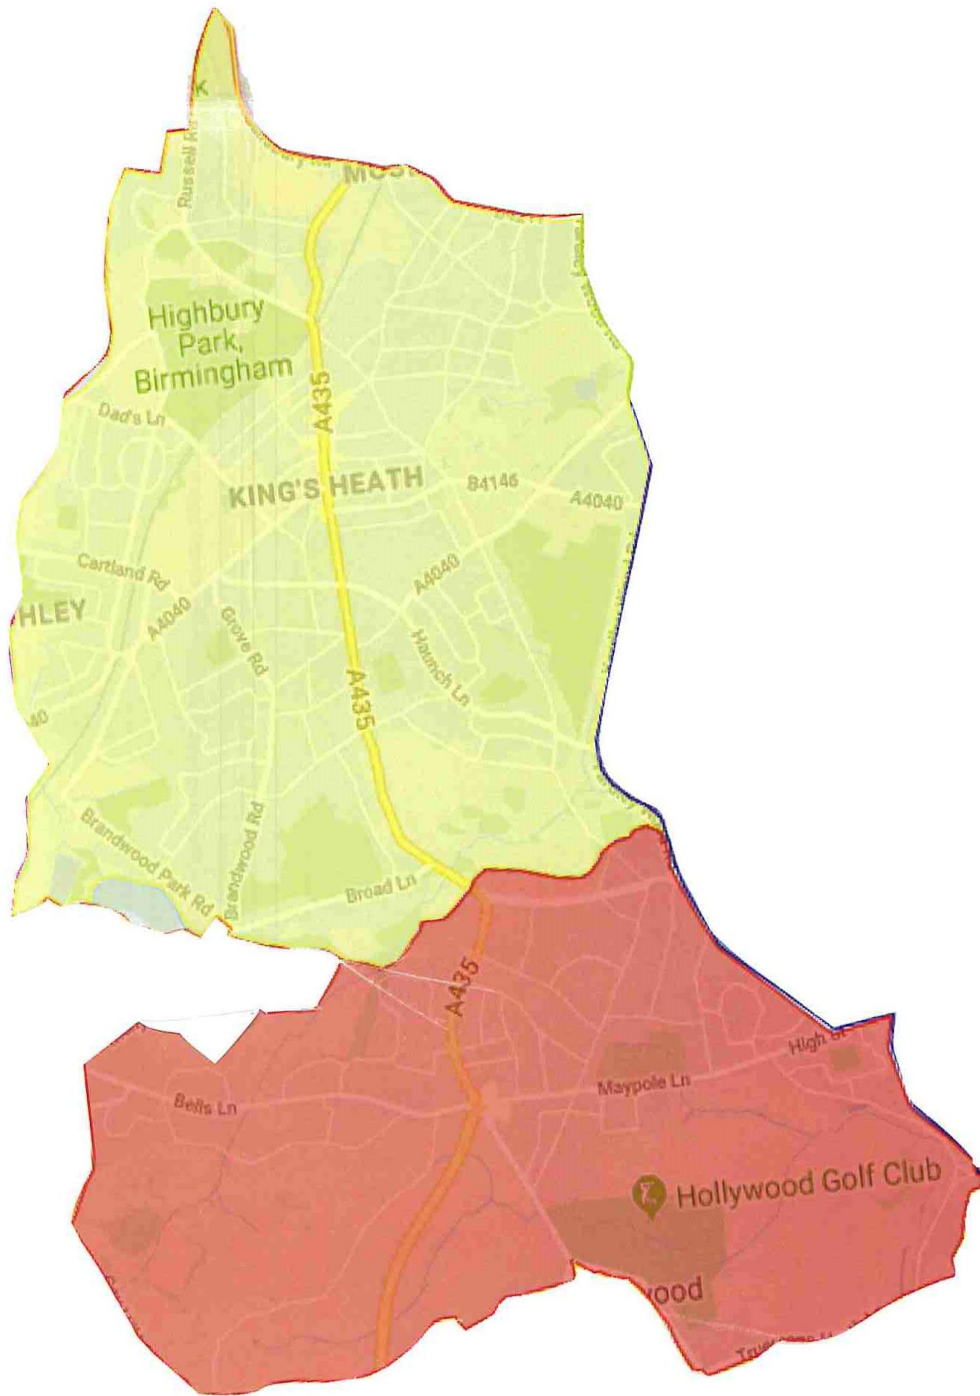 K
Russell Rd
MOS
Highbury
Park,
Birmingham
A435
Dad's Ln
KING'S HEATH
B4146
A4040
Cartland Rd
A4040
HLEY
A4040
Grove Rd
Haunch Ln
A435
40
Brandwood Park Rd
Brandwood Rd
Broad Ln
A435
High St
Maypole Ln
Bells Ln
Hollywood Golf Club
wood